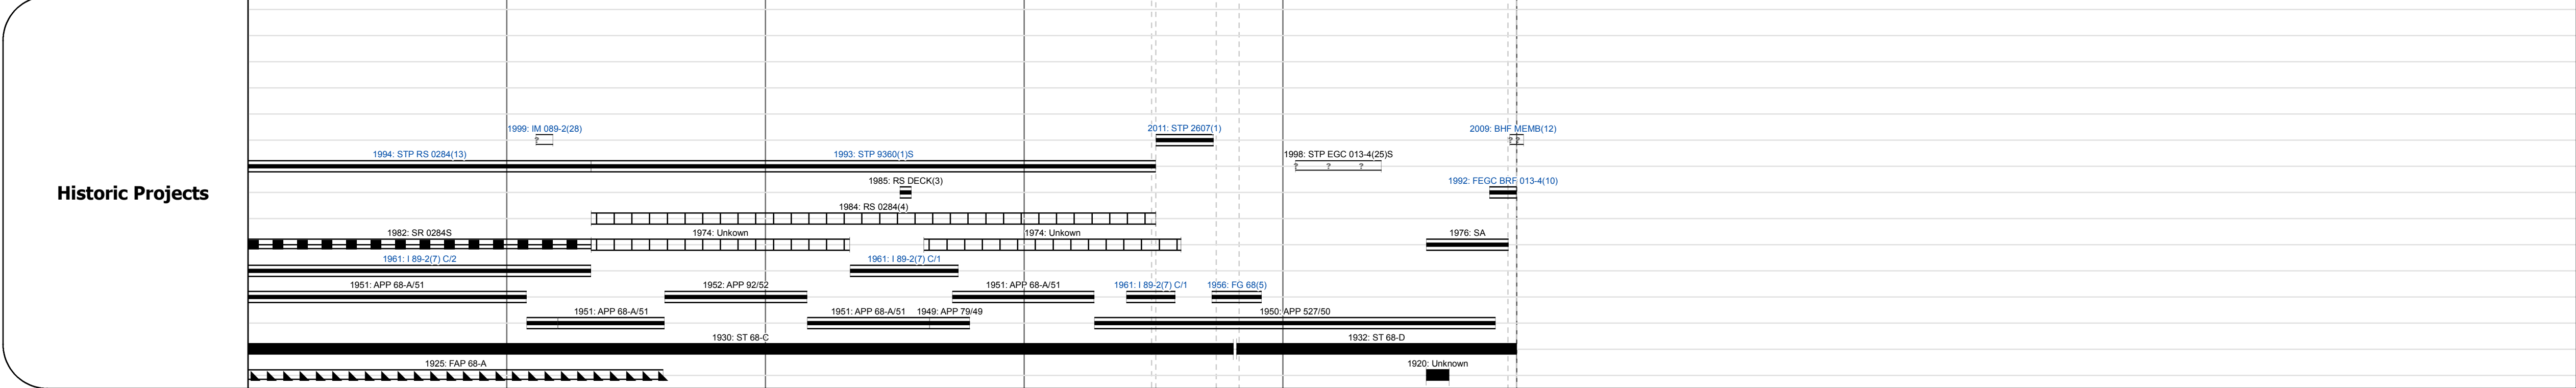 1999: IM 089-2(28)
2011: STP 2607(1)
2009: BHF MEMB(12)
? ? ?
1994: STP RS 0284(13)
1993: STP 9360(1)S
1998: STP EGC 013-4(25)S
? ? ?
Historic Projects
1985: RS DECK(3)
1992: FEGC BRF 013-4(10)
1984: RS 0284(4)
1982: SR 0284S
1974: Unkown
1974: Unkown
1976: SA
1961: I 89-2(7) C/2
1961: I 89-2(7) C/1
1951: APP 68-A/51
1952: APP 92/52
1951: APP 68-A/51
1961: I 89-2(7) C/1
1956: FG 68(5)
1951: APP 68-A/51
1951: APP 68-A/51
1949: APP 79/49
1950: APP 527/50
1930: ST 68-C
1932: ST 68-D
1925: FAP 68-A
1920: Unknown